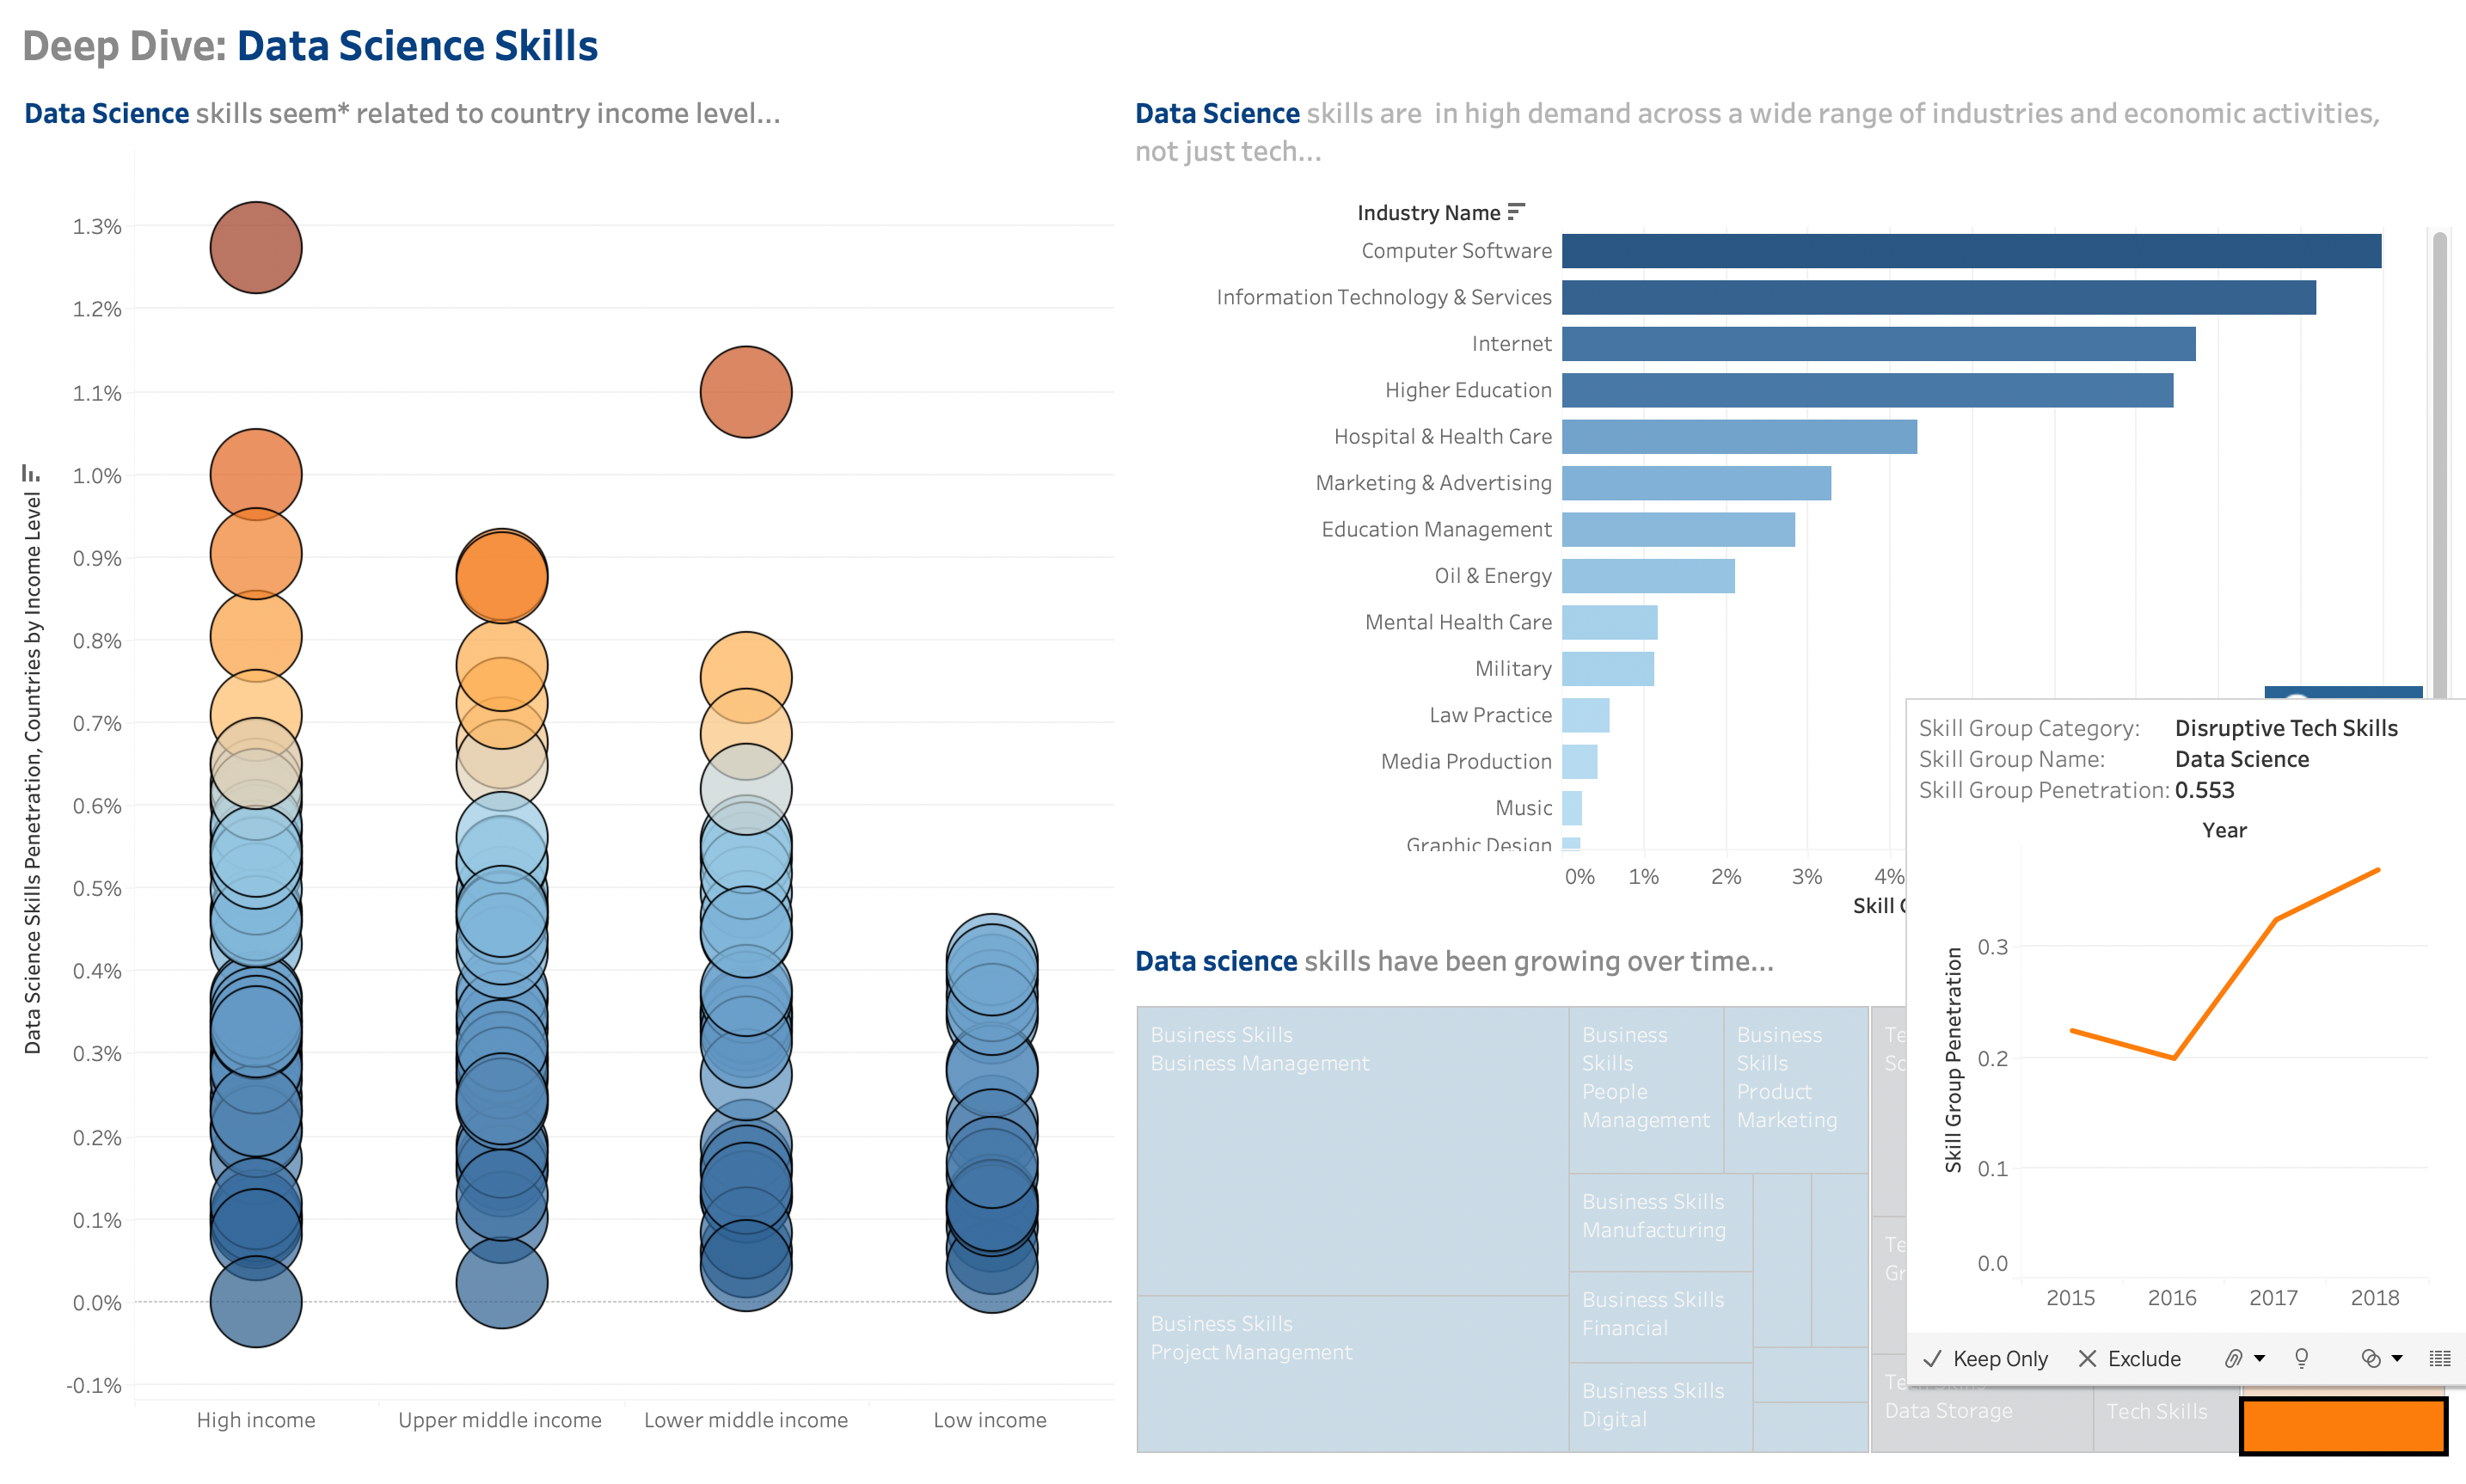 Deep Dive: Data Science Skills
Data Science skills seem* related to country income level...
Data Science Skills Penetration, Countries by Income Level
1.3%
1.2%
1.1%
1.0%
0.9%
0.8%
0.7%
0.6%
0.5%
0.4%
0.3%
0.2%
0.1%
0.0%
-0.1%
High income
Upper middle income
Lower middle income
Low income
Data Science skills are in high demand across a wide range of industries and economic activities,
not just tech...
Industry Name
Computer Software
Information Technology & Services
Internet
Higher Education
Hospital & Health Care
Marketing & Advertising
Education Management
Oil & Energy
Mental Health Care
Military
Law Practice
Media Production
Music
Graphic Design
0%
1%
2%
3%
4%
Skill
Data science skills have been growing over time...
Business Skills
Business Management
Business Skills
Project Management
Business
Skills
People
Management
Business
Skills
Product
Marketing
Business Skills
Manufacturing
Business Skills
Financial
Business Skills
Digital
Data Storage
Tech Skills
Skill Group Category: Disruptive Tech Skills
Skill Group Name: Data Science
Skill Group Penetration: 0.553
Year
Skill Group Penetration
0.3
0.2
0.1
0.0
2015
2016
2017
2018
Keep Only
Exclude